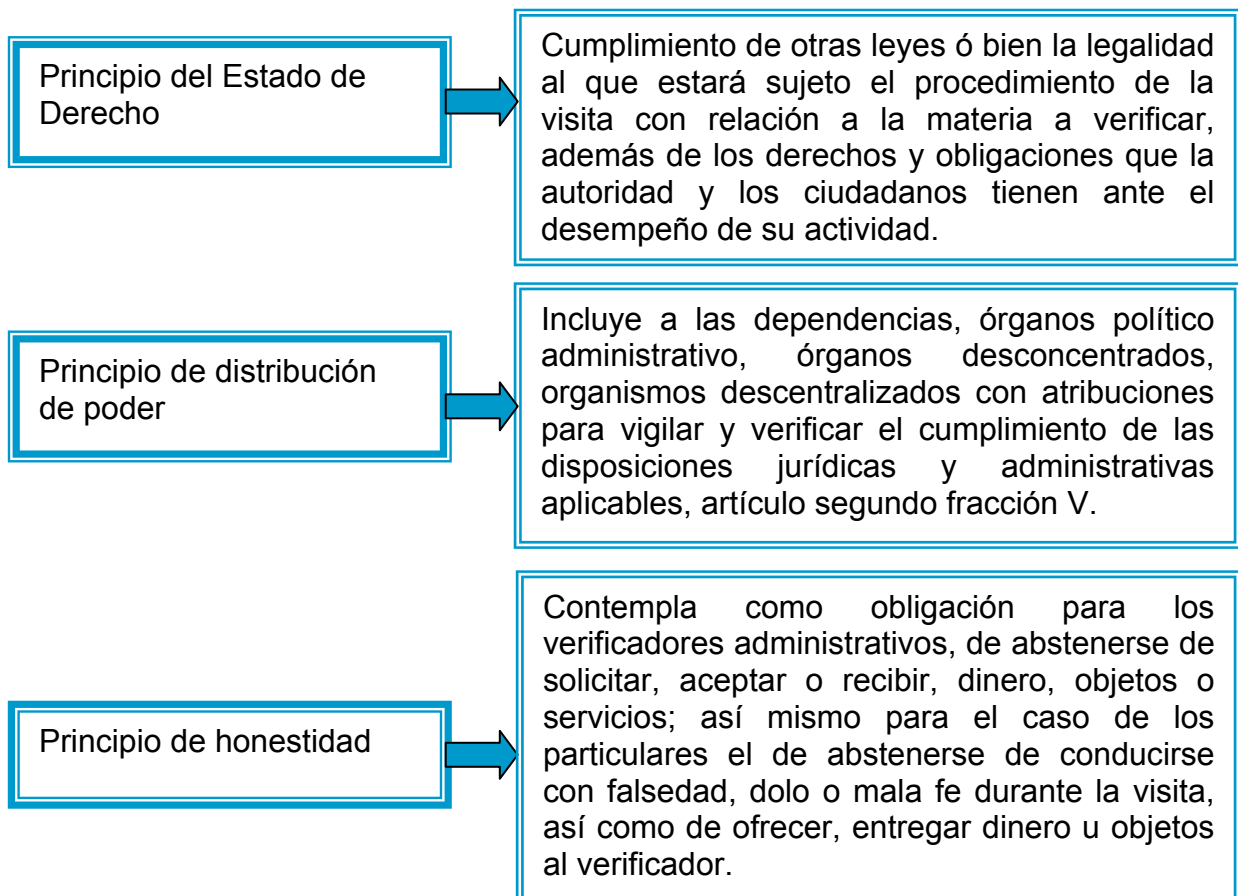 Principio del Estado de
Derecho
Cumplimiento de otras leyes ó bien la legalidad
al que estará sujeto el procedimiento de la
visita con relación a la materia a verificar,
además de los derechos y obligaciones que la
autoridad y los ciudadanos tienen ante el
desempeño de su actividad.
Principio de distribución
de poder
Incluye a las dependencias, órganos político
administrativo, órganos desconcentrados,
organismos descentralizados con atribuciones
para vigilar y verificar el cumplimiento de las
disposiciones jurídicas y administrativas
aplicables, artículo segundo fracción V.
Principio de honestidad
Contempla como obligación para los
verificadores administrativos, de abstenerse de
solicitar, aceptar o recibir, dinero, objetos o
servicios; así mismo para el caso de los
particulares el de abstenerse de conducirse
con falsedad, dolo o mala fe durante la visita,
así como de ofrecer, entregar dinero u objetos
al verificador.